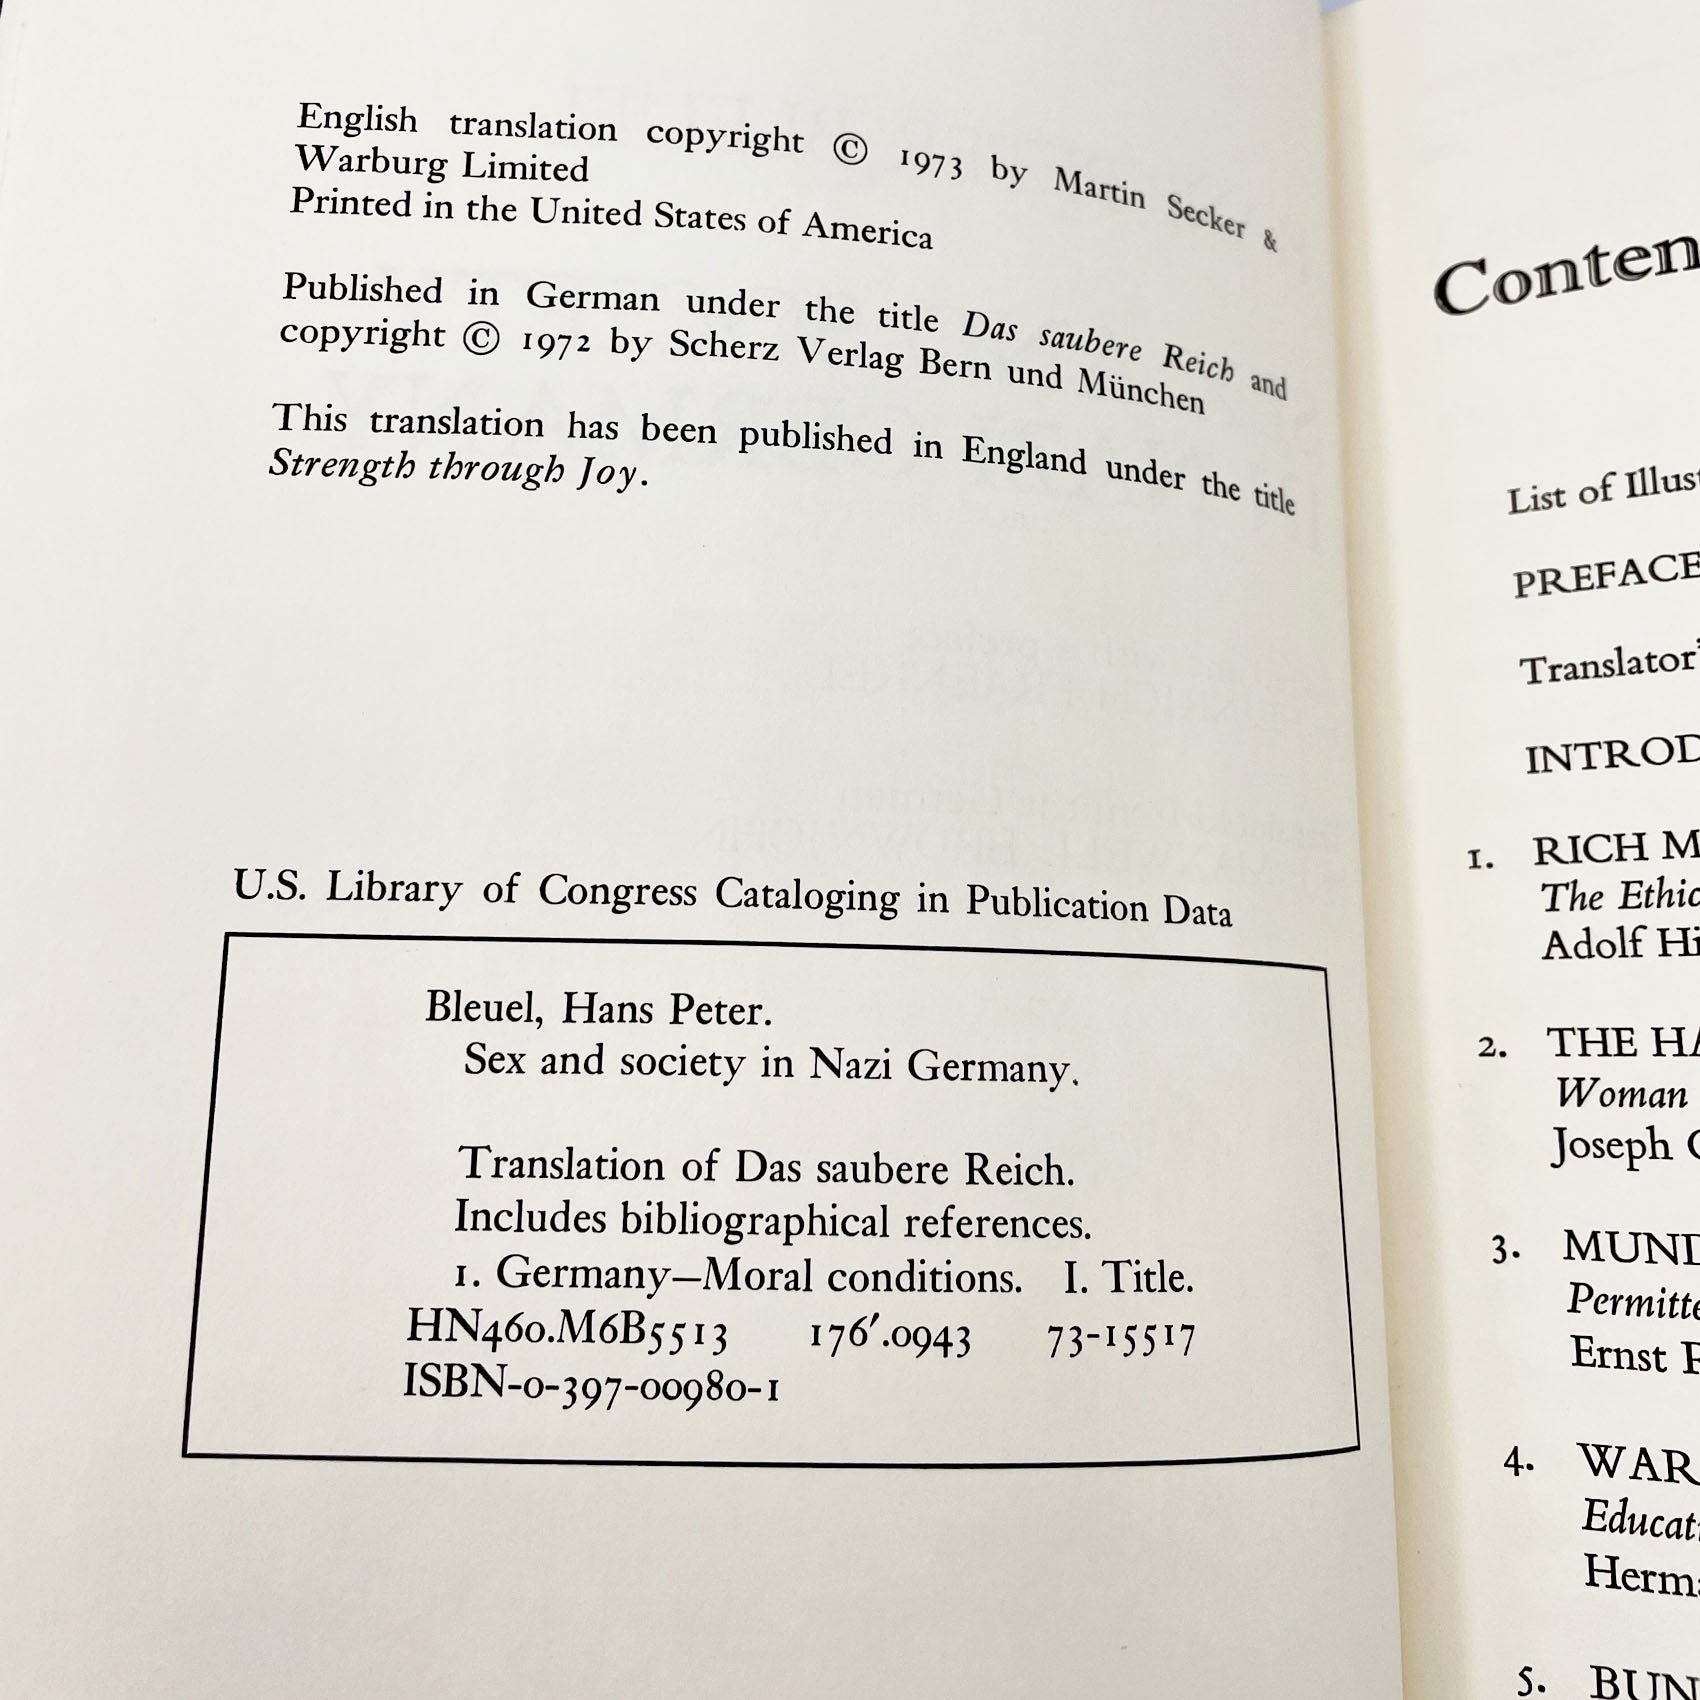 English translation copyright © 1973 by Martin Secker &
Warburg Limited
Printed in the United States of America
Published in German under the title Das saubere Reich and
copyright © 1972 by Scherz Verlag Bern und München
This translation has been published in England under the title
Strength through Joy.
U.S. Library of Congress Cataloging in Publication Data
Bleuel, Hans Peter.
Sex and society in Nazi Germany.
Translation of Das saubere Reich.
Includes bibliographical references.
1. Germany—Moral conditions. I. Title.
HN460.M6B5513 176'.0943 73-15517
ISBN-0-397-00980-1
Conten
List of Illust
PREFACE
Translator'
INTROD
1. RICH M
The Ethic
Adolf Hi
2. THE HA
Woman
Joseph
3. MUND
Permitte
Ernst
4. WAR
Educati
Herma
5. BUN